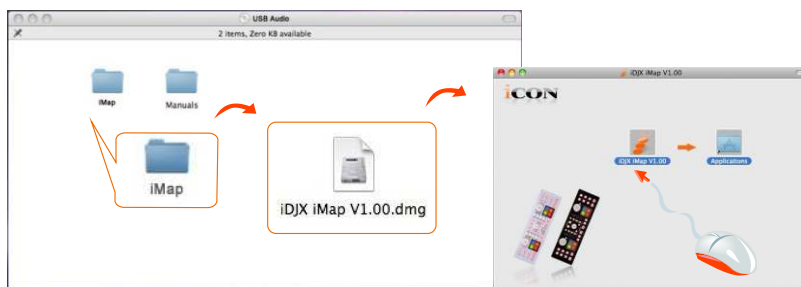 USB Audio
2 items, Zero KB available
iMap
Manuals
iMap
iDJX iMap V1.00.dmg
iDJX iMap V1.00
iCON
iDJX iMap V1.00
Applications